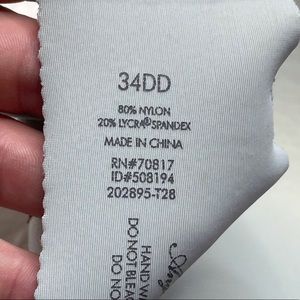 34DD
80% NYLON
20% LYCRA® SPANDEX
MADE IN CHINA
RN#70817
ID#508194
202895-T28
HAND W
DO NOT BLEA
DO NO